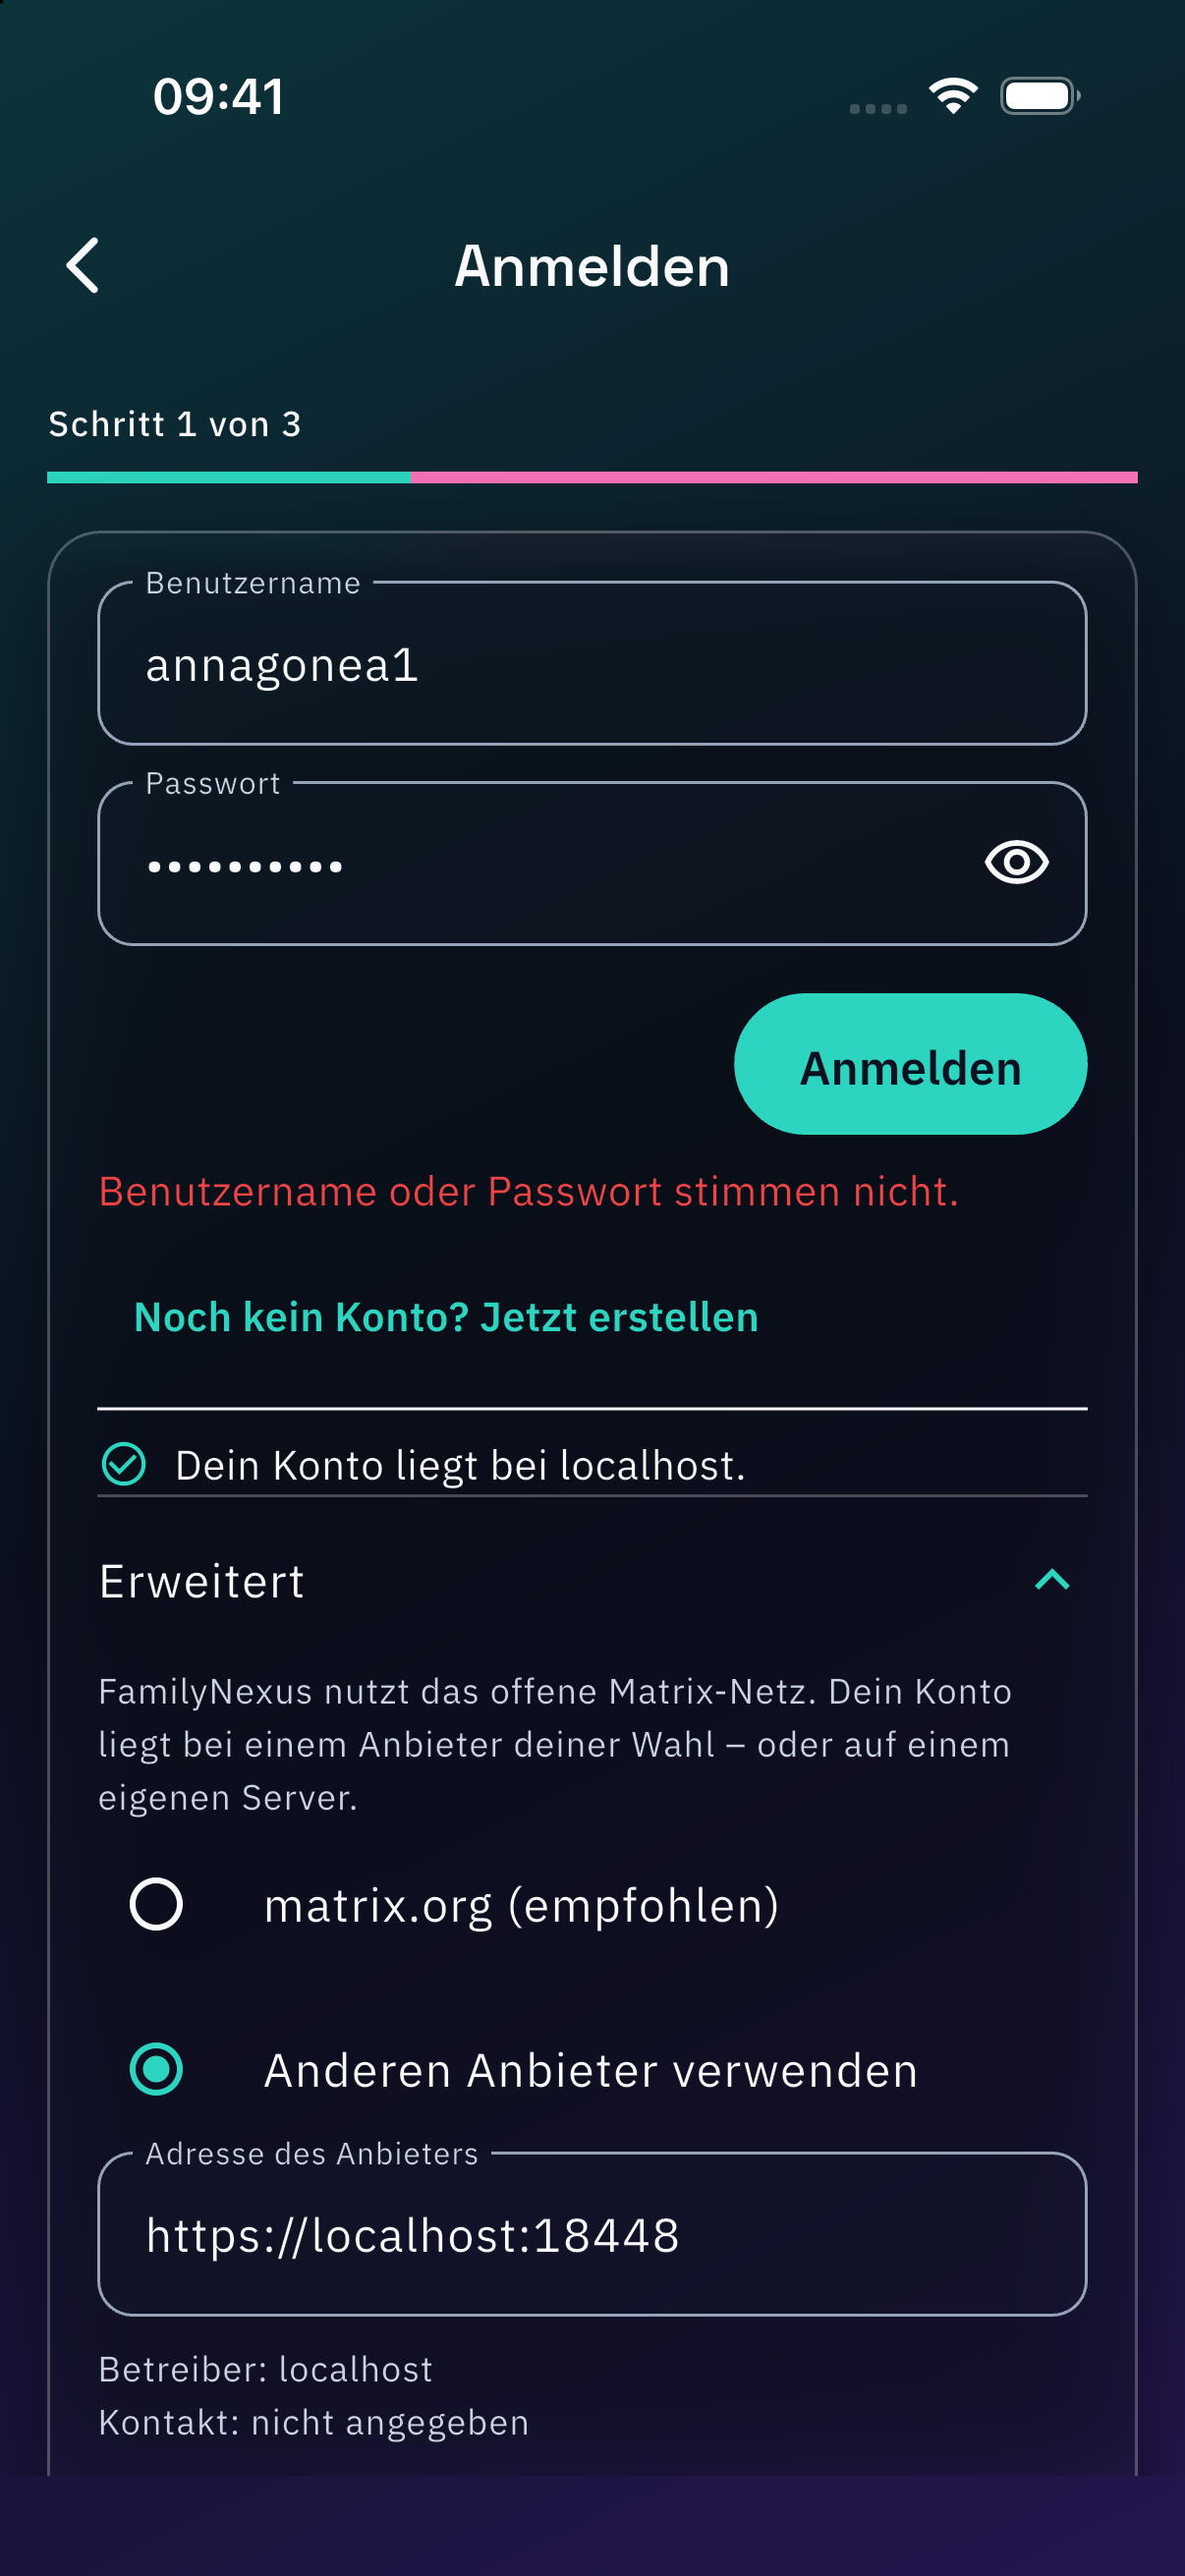 09:41
Anmelden
Schritt 1 von 3
Benutzername
annagonea1
Passwort
••••••••••
Anmelden
Benutzername oder Passwort stimmen nicht.
Noch kein Konto? Jetzt erstellen
Dein Konto liegt bei localhost.
Erweitert
FamilyNexus nutzt das offene Matrix-Netz. Dein Konto
liegt bei einem Anbieter deiner Wahl – oder auf einem
eigenen Server.
matrix.org (empfohlen)
Anderen Anbieter verwenden
Adresse des Anbieters
https://localhost:18448
Betreiber: localhost
Kontakt: nicht angegeben